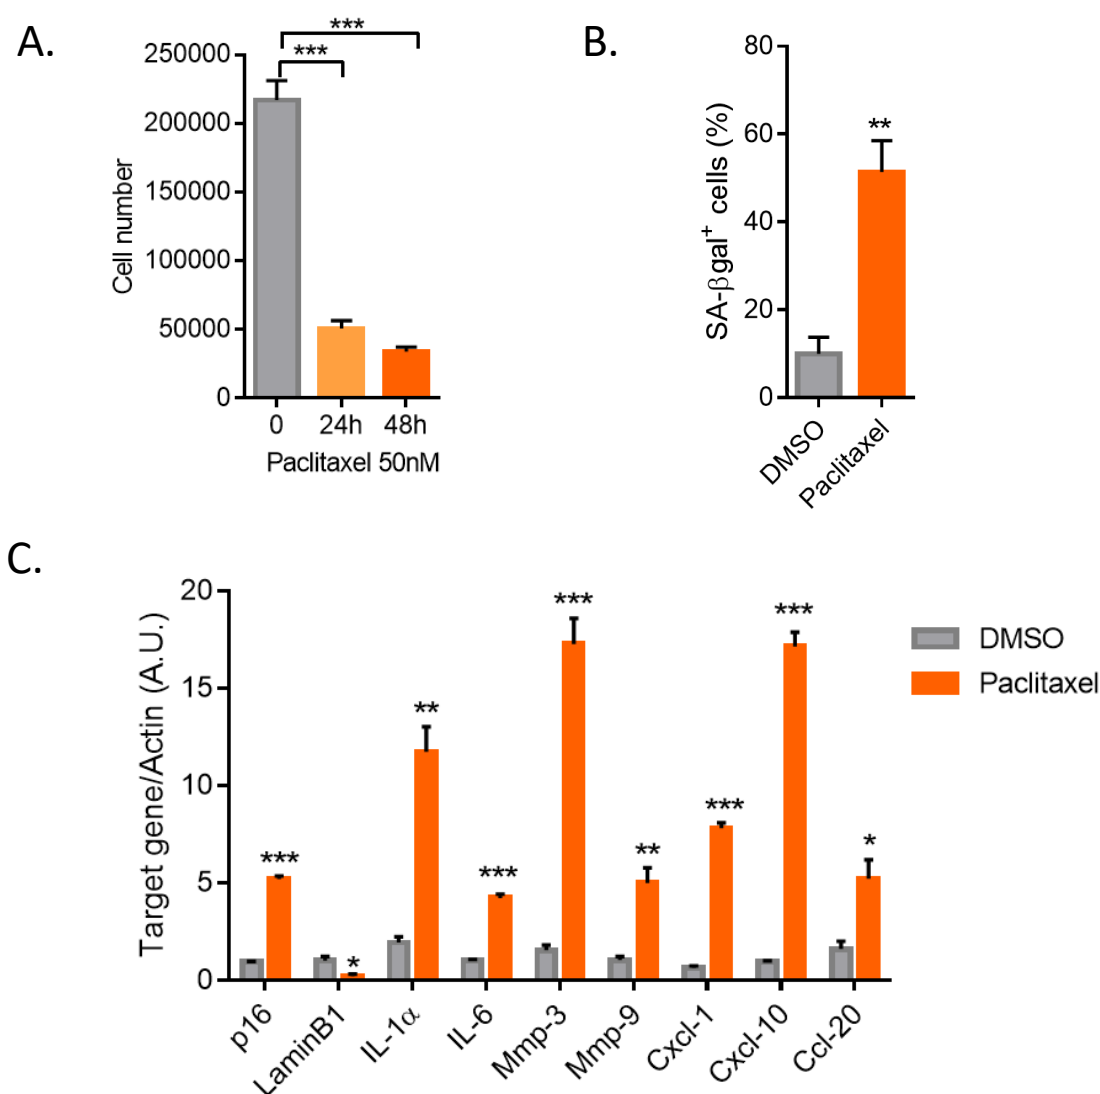 A.
Cell number
250000
200000
150000
100000
50000
0
***
***
0 24h 48h
Paclitaxel 50nM
B.
SA-βgal⁺ cells (%)
80
60
40
20
0
**
DMSO
Paclitaxel
C.
Target gene/Actin (A.U.)
20
15
10
5
0
***
*
**
***
***
**
***
***
*
p16
LaminB1
IL-1α
IL-6
Mmp-3
Mmp-9
Cxcl-1
Cxcl-10
Ccl-20
DMSO
Paclitaxel